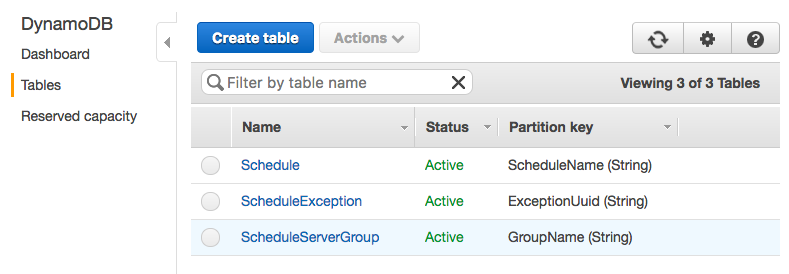 DynamoDB
Dashboard
Tables
Reserved capacity
Create table Actions
Filter by table name Viewing 3 of 3 Tables
Name Status Partition key
Schedule Active ScheduleName (String)
ScheduleException Active ExceptionUuid (String)
ScheduleServerGroup Active GroupName (String)